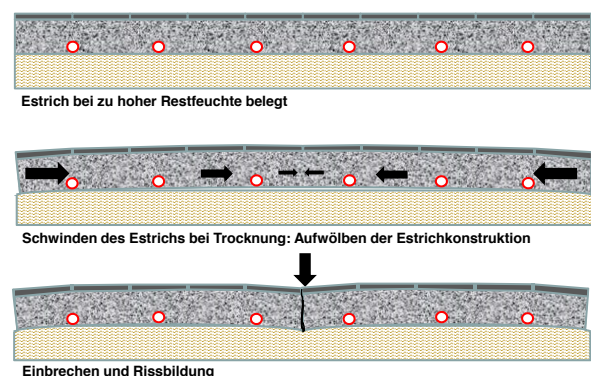 Estrich bei zu hoher Restfeuchte belegt
Schwinden des Estrichs bei Trocknung: Aufwölben der Estrichkonstruktion
Einbrechen und Rissbildung